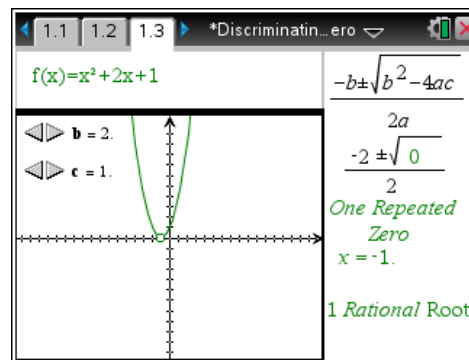 1.1 1.2 1.3 *Discriminatin…ero
f(x)=x²+2x+1
b = 2.
c = 1.
-b±√b²-4ac
2a
-2 ±√ 0
2
One Repeated
Zero
x = -1.
1 Rational Root